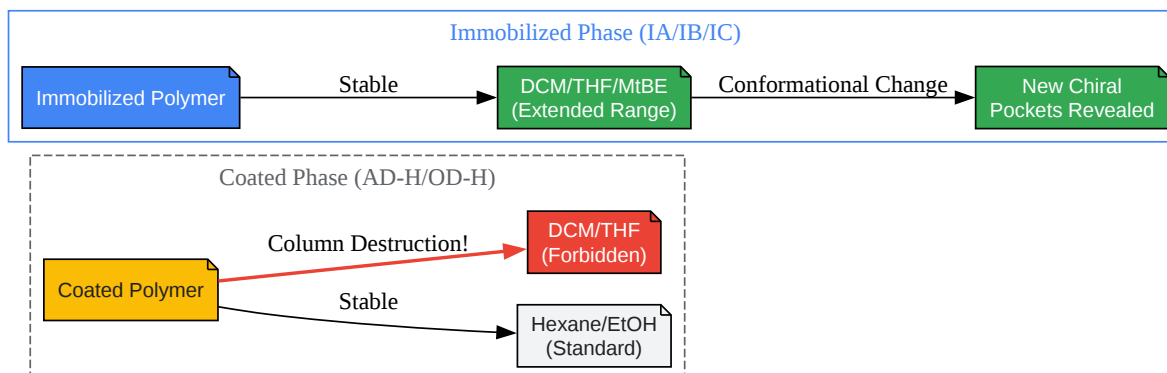 Immobilized Phase (IA/IB/IC)
Immobilized Polymer
Stable
DCM/THF/MtBE
(Extended Range)
Conformational Change
New Chiral
Pockets Revealed
Coated Phase (AD-H/OD-H)
Coated Polymer
Column Destruction!
DCM/THF
(Forbidden)
Stable
Hexane/EtOH
(Standard)